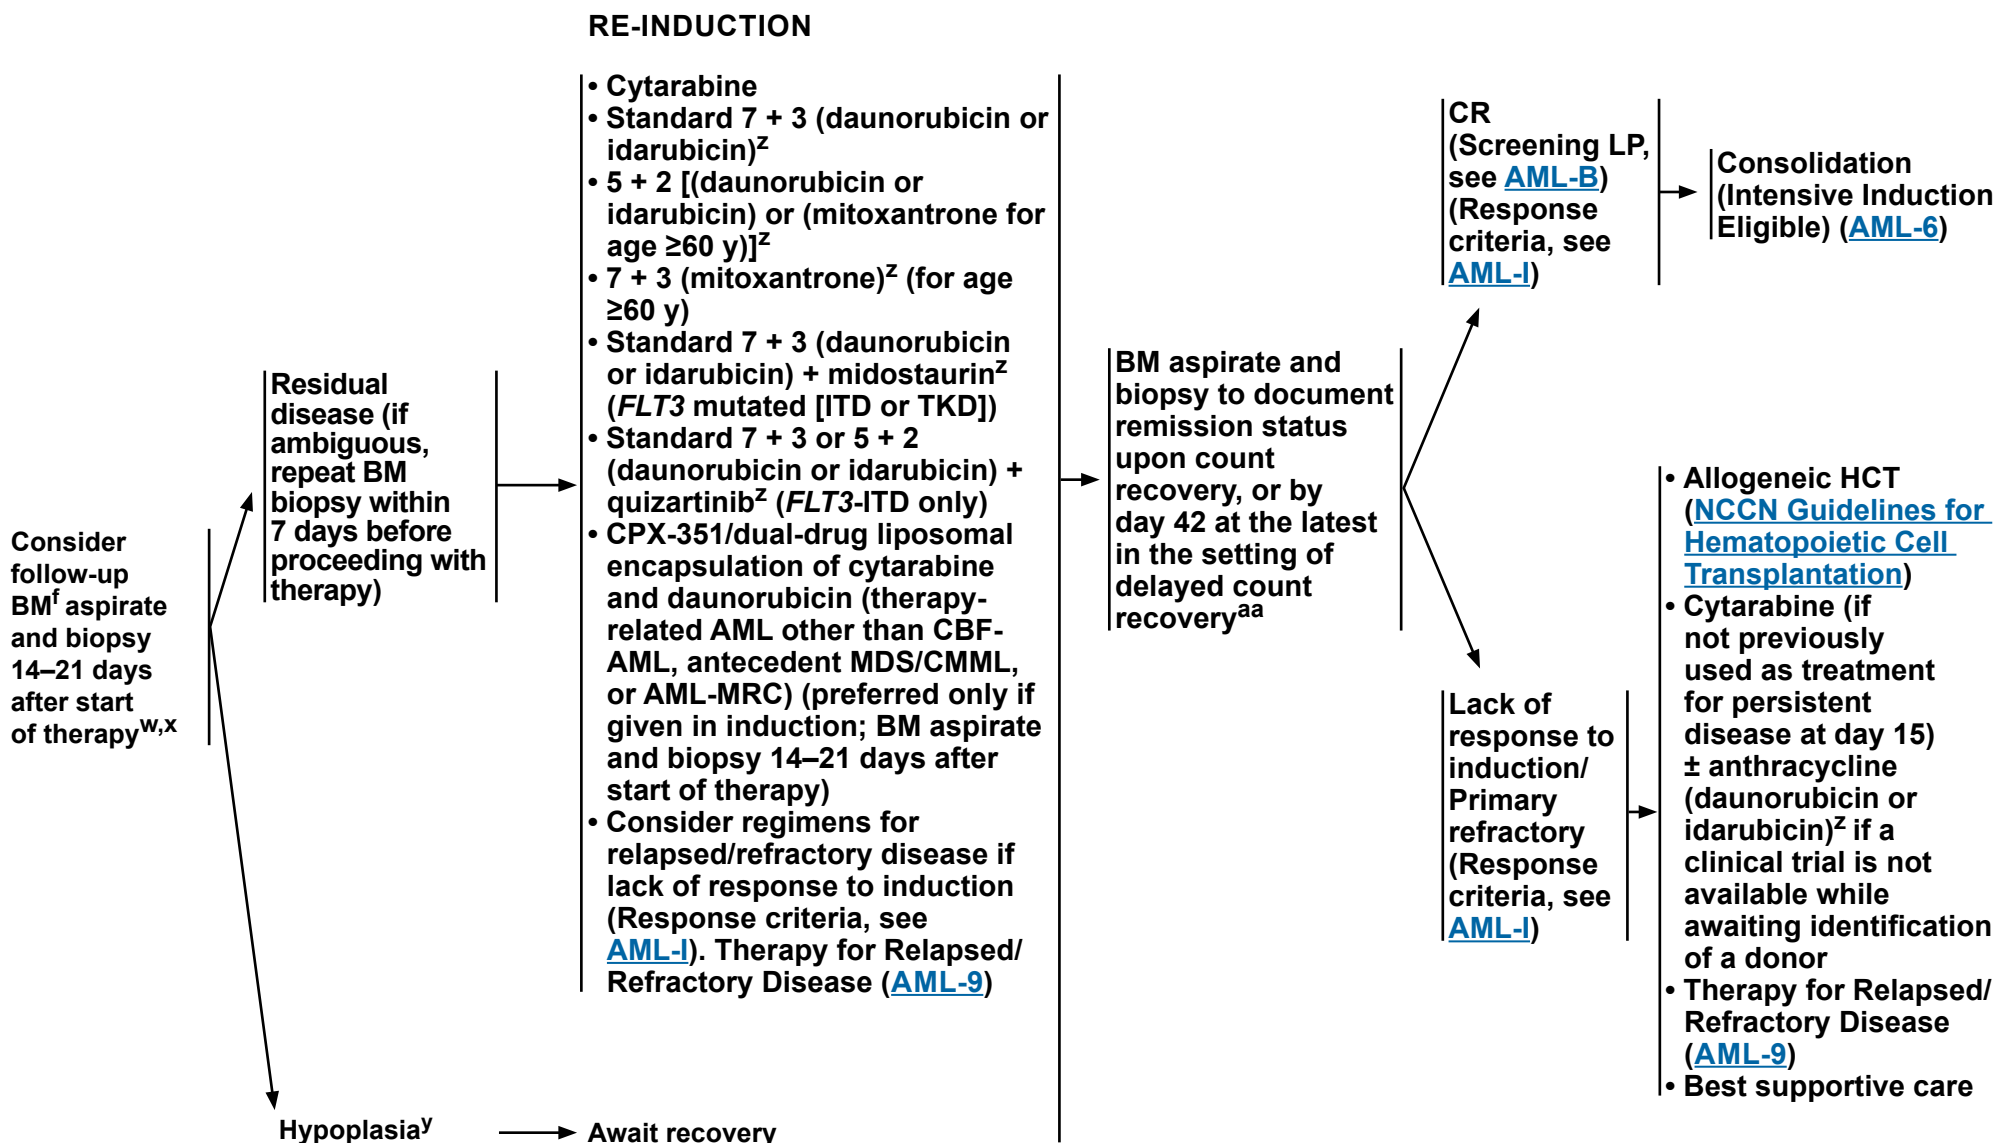 RE-INDUCTION
Consider
follow-up
BMf aspirate
and biopsy
14–21 days
after start
of therapyw,x
Residual
disease (if
ambiguous,
repeat BM
biopsy within
7 days before
proceeding with
therapy)
Hypoplasiay
Await recovery
• Cytarabine
• Standard 7 + 3 (daunorubicin or
idarubicin)z
• 5 + 2 [(daunorubicin or
idarubicin) or (mitoxantrone for
age ≥60 y)]z
• 7 + 3 (mitoxantrone)z (for age
≥60 y)
• Standard 7 + 3 (daunorubicin
or idarubicin) + midostaurinz
(FLT3 mutated [ITD or TKD])
• Standard 7 + 3 or 5 + 2
(daunorubicin or idarubicin) +
quizartinibz (FLT3-ITD only)
• CPX-351/dual-drug liposomal
encapsulation of cytarabine
and daunorubicin (therapy-
related AML other than CBF-
AML, antecedent MDS/CMML,
or AML-MRC) (preferred only if
given in induction; BM aspirate
and biopsy 14–21 days after
start of therapy)
• Consider regimens for
relapsed/refractory disease if
lack of response to induction
(Response criteria, see
AML-I). Therapy for Relapsed/
Refractory Disease (AML-9)
BM aspirate and
biopsy to document
remission status
upon count
recovery, or by
day 42 at the latest
in the setting of
delayed count
recoveryaa
CR
(Screening LP,
see AML-B)
(Response
criteria, see
AML-I)
Consolidation
(Intensive Induction
Eligible) (AML-6)
Lack of
response to
induction/
Primary
refractory
(Response
criteria, see
AML-I)
• Allogeneic HCT
(NCCN Guidelines for
Hematopoietic Cell
Transplantation)
• Cytarabine (if
not previously
used as treatment
for persistent
disease at day 15)
± anthracycline
(daunorubicin or
idarubicin)z if a
clinical trial is not
available while
awaiting identification
of a donor
• Therapy for Relapsed/
Refractory Disease
(AML-9)
• Best supportive care